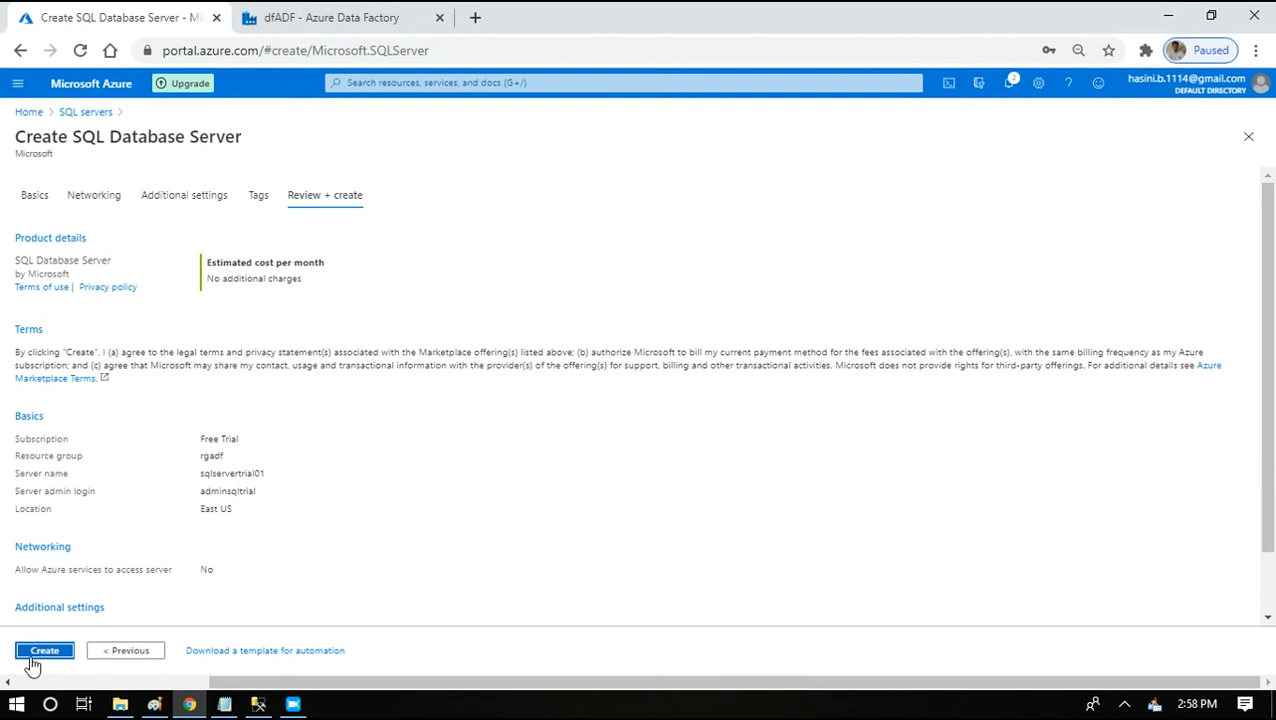 Create SQL Database Server - Mi
dfADF - Azure Data Factory
portal.azure.com/#create/Microsoft.SQLServer
Paused
Microsoft Azure
Upgrade
Search resources, services, and docs (G+/)
2
hasini.b.1114@gmail.com
DEFAULT DIRECTORY
Home > SQL servers >
Create SQL Database Server
Microsoft
Basics Networking Additional settings Tags Review + create
Product details
SQL Database Server
by Microsoft
Terms of use | Privacy policy
Estimated cost per month
No additional charges
Terms
By clicking "Create", I (a) agree to the legal terms and privacy statement(s) associated with the Marketplace offering(s) listed above; (b) authorize Microsoft to bill my current payment method for the fees associated with the offering(s), with the same billing frequency as my Azure
subscription; and (c) agree that Microsoft may share my contact, usage and transactional information with the provider(s) of the offering(s) for support, billing and other transactional activities. Microsoft does not provide rights for third-party offerings. For additional details see Azure
Marketplace Terms.
Basics
Subscription Free Trial
Resource group rgadf
Server name sqlservertrial01
Server admin login adminsqltrial
Location East US
Networking
Allow Azure services to access server No
Additional settings
Create < Previous Download a template for automation
2:58 PM